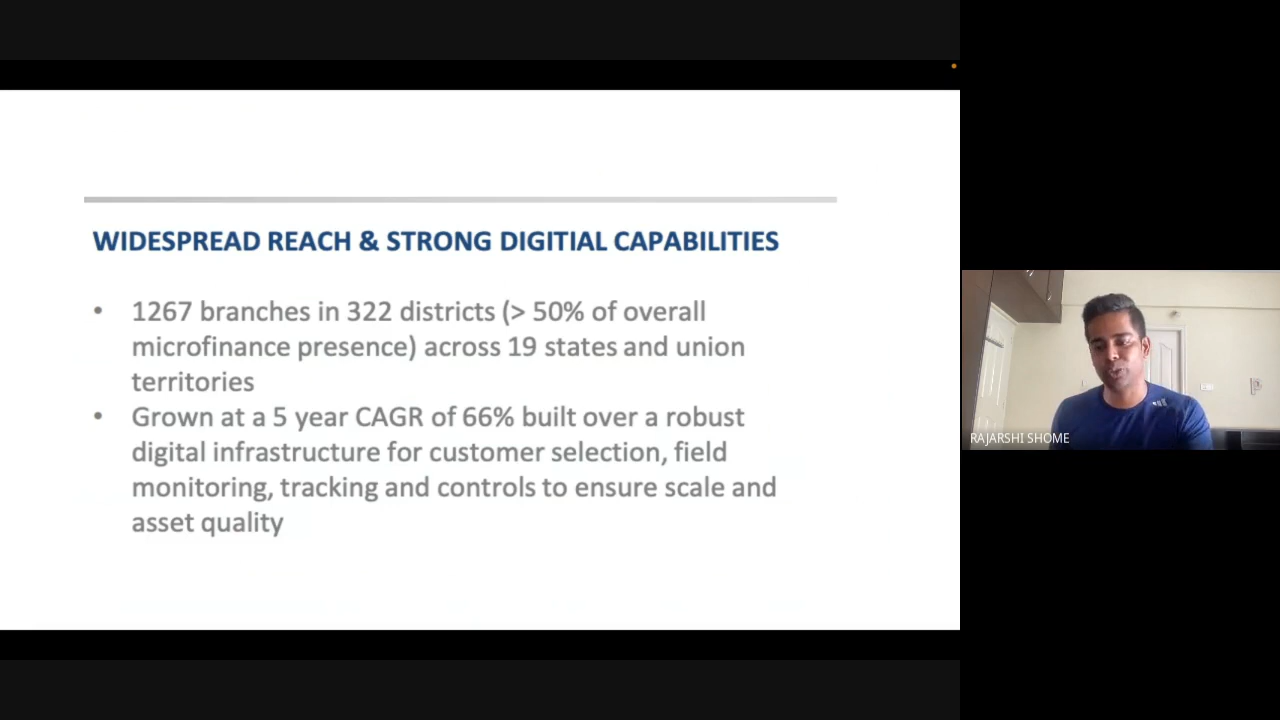 WIDESPREAD REACH & STRONG DIGITIAL CAPABILITIES
• 1267 branches in 322 districts (> 50% of overall
microfinance presence) across 19 states and union
territories
• Grown at a 5 year CAGR of 66% built over a robust
digital infrastructure for customer selection, field
monitoring, tracking and controls to ensure scale and
asset quality
RAJARSHI SHOME